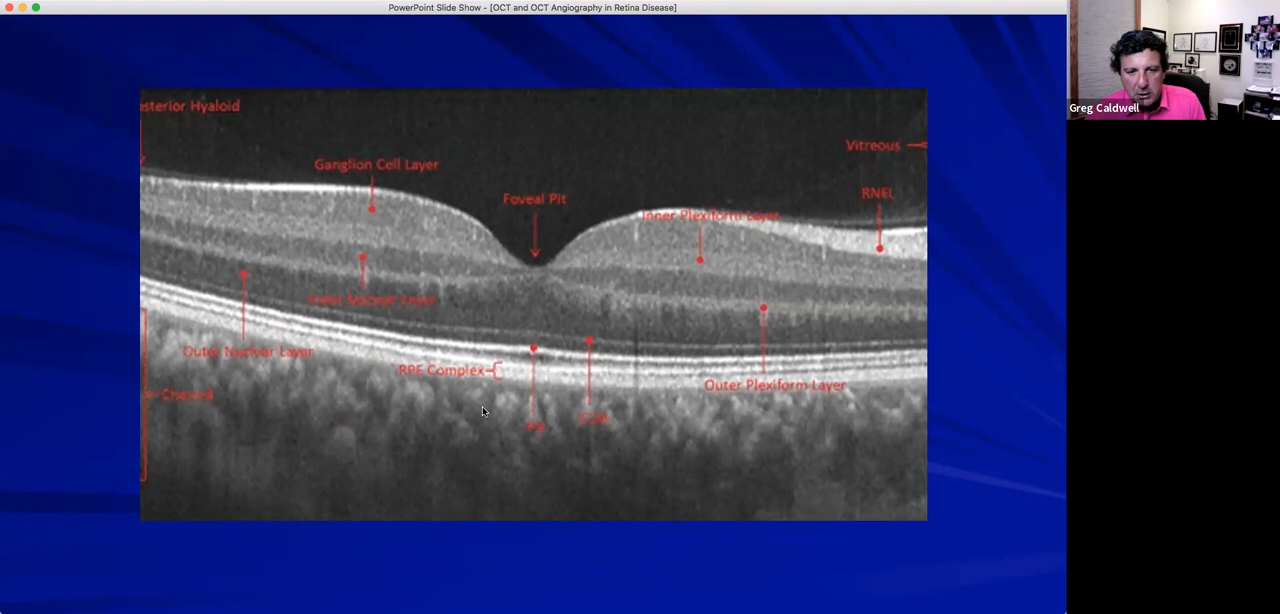 PowerPoint Slide Show - [OCT and OCT Angiography in Retina Disease]
Greg Caldwell
osterior Hyaloid
Vitreous
Ganglion Cell Layer
RNFL
Foveal Pit
Inner Plexiform Layer
Inner Nuclear Layer
Outer Nuclear Layer
RPE Complex
Outer Plexiform Layer
Choroid